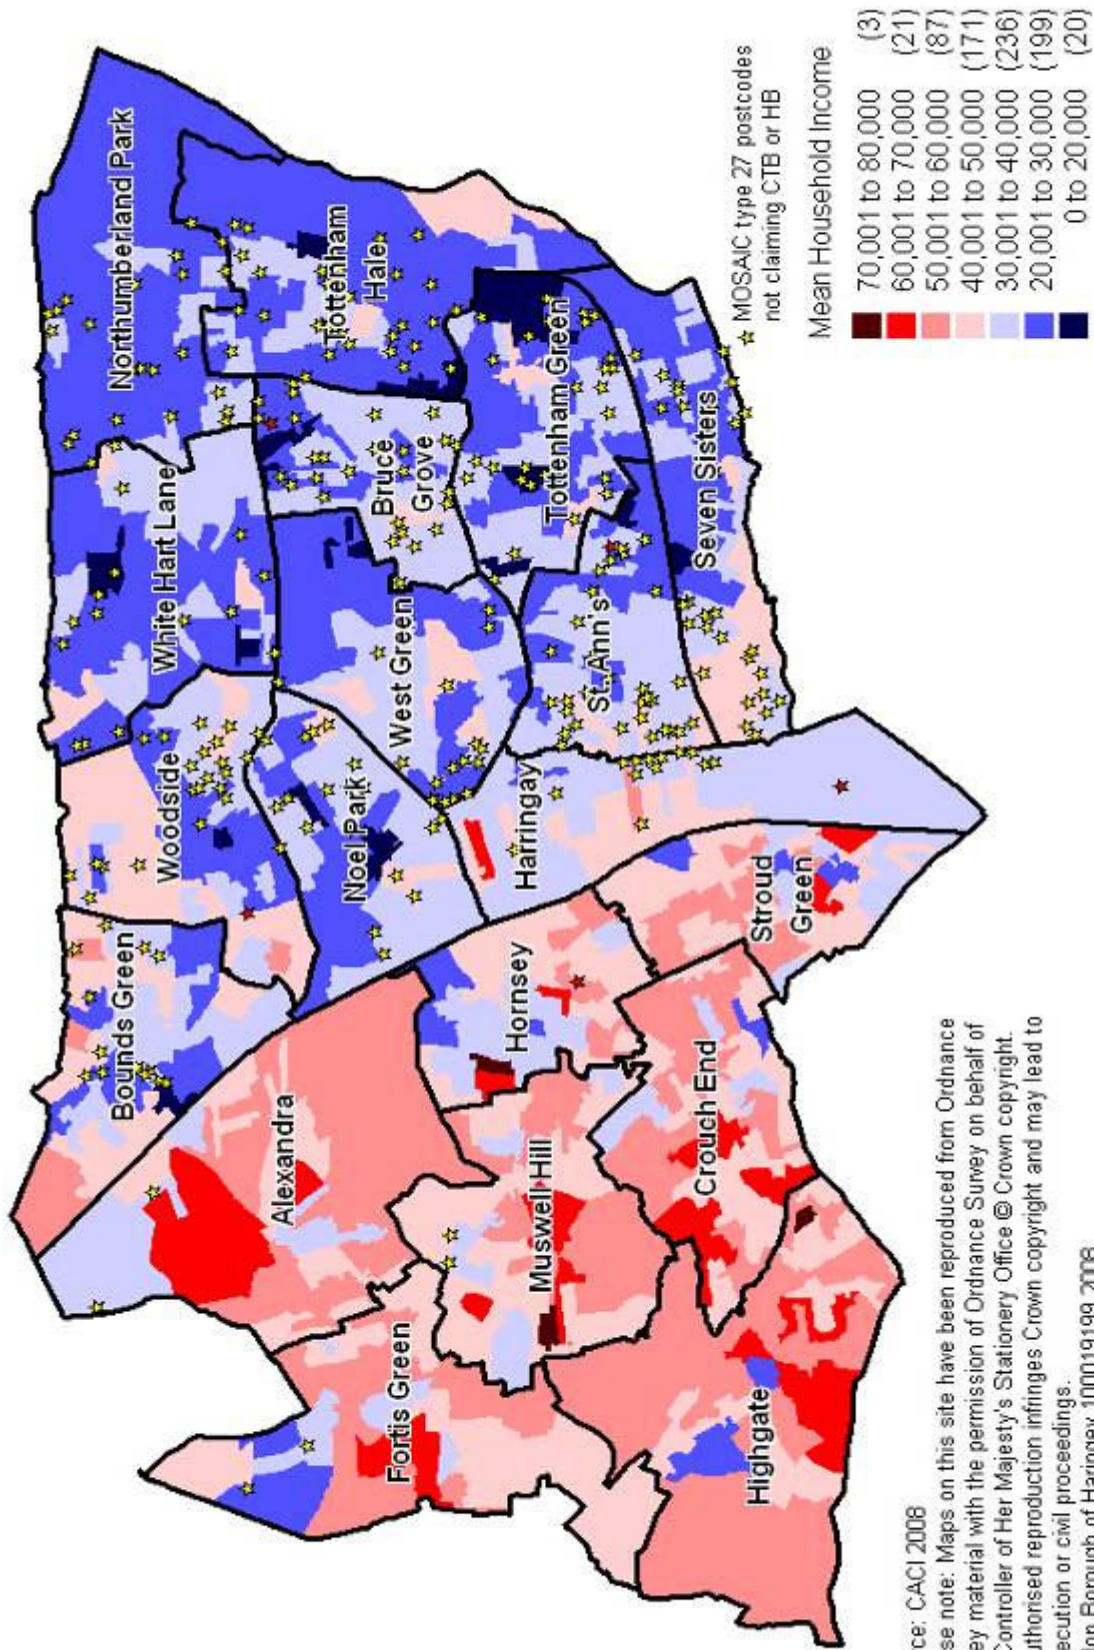 Northumberland Park
White Hart Lane
Tottenham
Hale
Woodside
Bounds Green
Bruce
Grove
West Green
Noel Park
Tottenham Green
Alexandra
St.Ann's
Harringay
Hornsey
Seven Sisters
Fortis Green
Muswell Hill
Crouch End
Stroud
Green
Highgate
MOSAIC type 27 postcodes
not claiming CTB or HB
Mean Household Income
70,001 to 80,000 (3)
60,001 to 70,000 (21)
50,001 to 60,000 (87)
40,001 to 50,000 (171)
30,001 to 40,000 (236)
20,001 to 30,000 (199)
0 to 20,000 (20)
rce: CACI 2008
se note: Maps on this site have been reproduced from Ordnance
ey material with the permission of Ordnance Survey on behalf of
Controller of Her Majesty's Stationery Office © Crown copyright.
uthorised reproduction infringes Crown copyright and may lead to
ecution or civil proceedings.